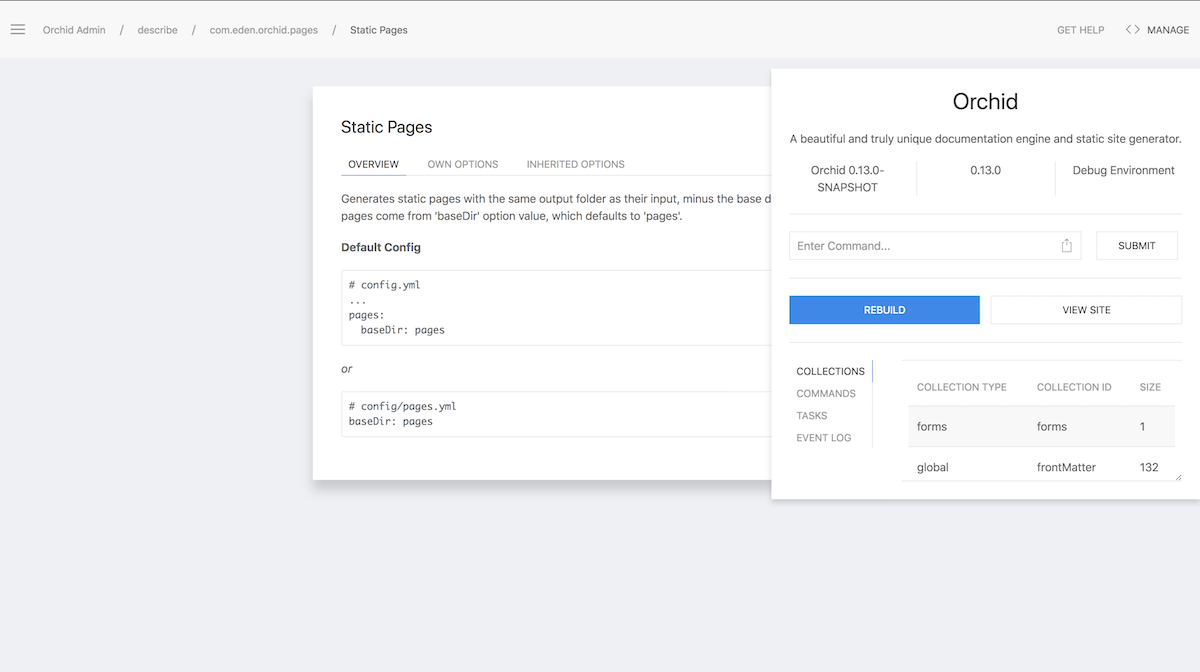 Orchid Admin / describe / com.eden.orchid.pages / Static Pages
GET HELP <> MANAGE
Static Pages
OVERVIEW OWN OPTIONS INHERITED OPTIONS
Generates static pages with the same output folder as their input, minus the base d
pages come from 'baseDir' option value, which defaults to 'pages'.
Default Config
# config.yml
...
pages:
  baseDir: pages
or
# config/pages.yml
baseDir: pages
Orchid
A beautiful and truly unique documentation engine and static site generator.
Orchid 0.13.0-
SNAPSHOT
0.13.0
Debug Environment
Enter Command...
SUBMIT
REBUILD
VIEW SITE
COLLECTIONS
COMMANDS
TASKS
EVENT LOG
COLLECTION TYPE COLLECTION ID SIZE
forms forms 1
global frontMatter 132